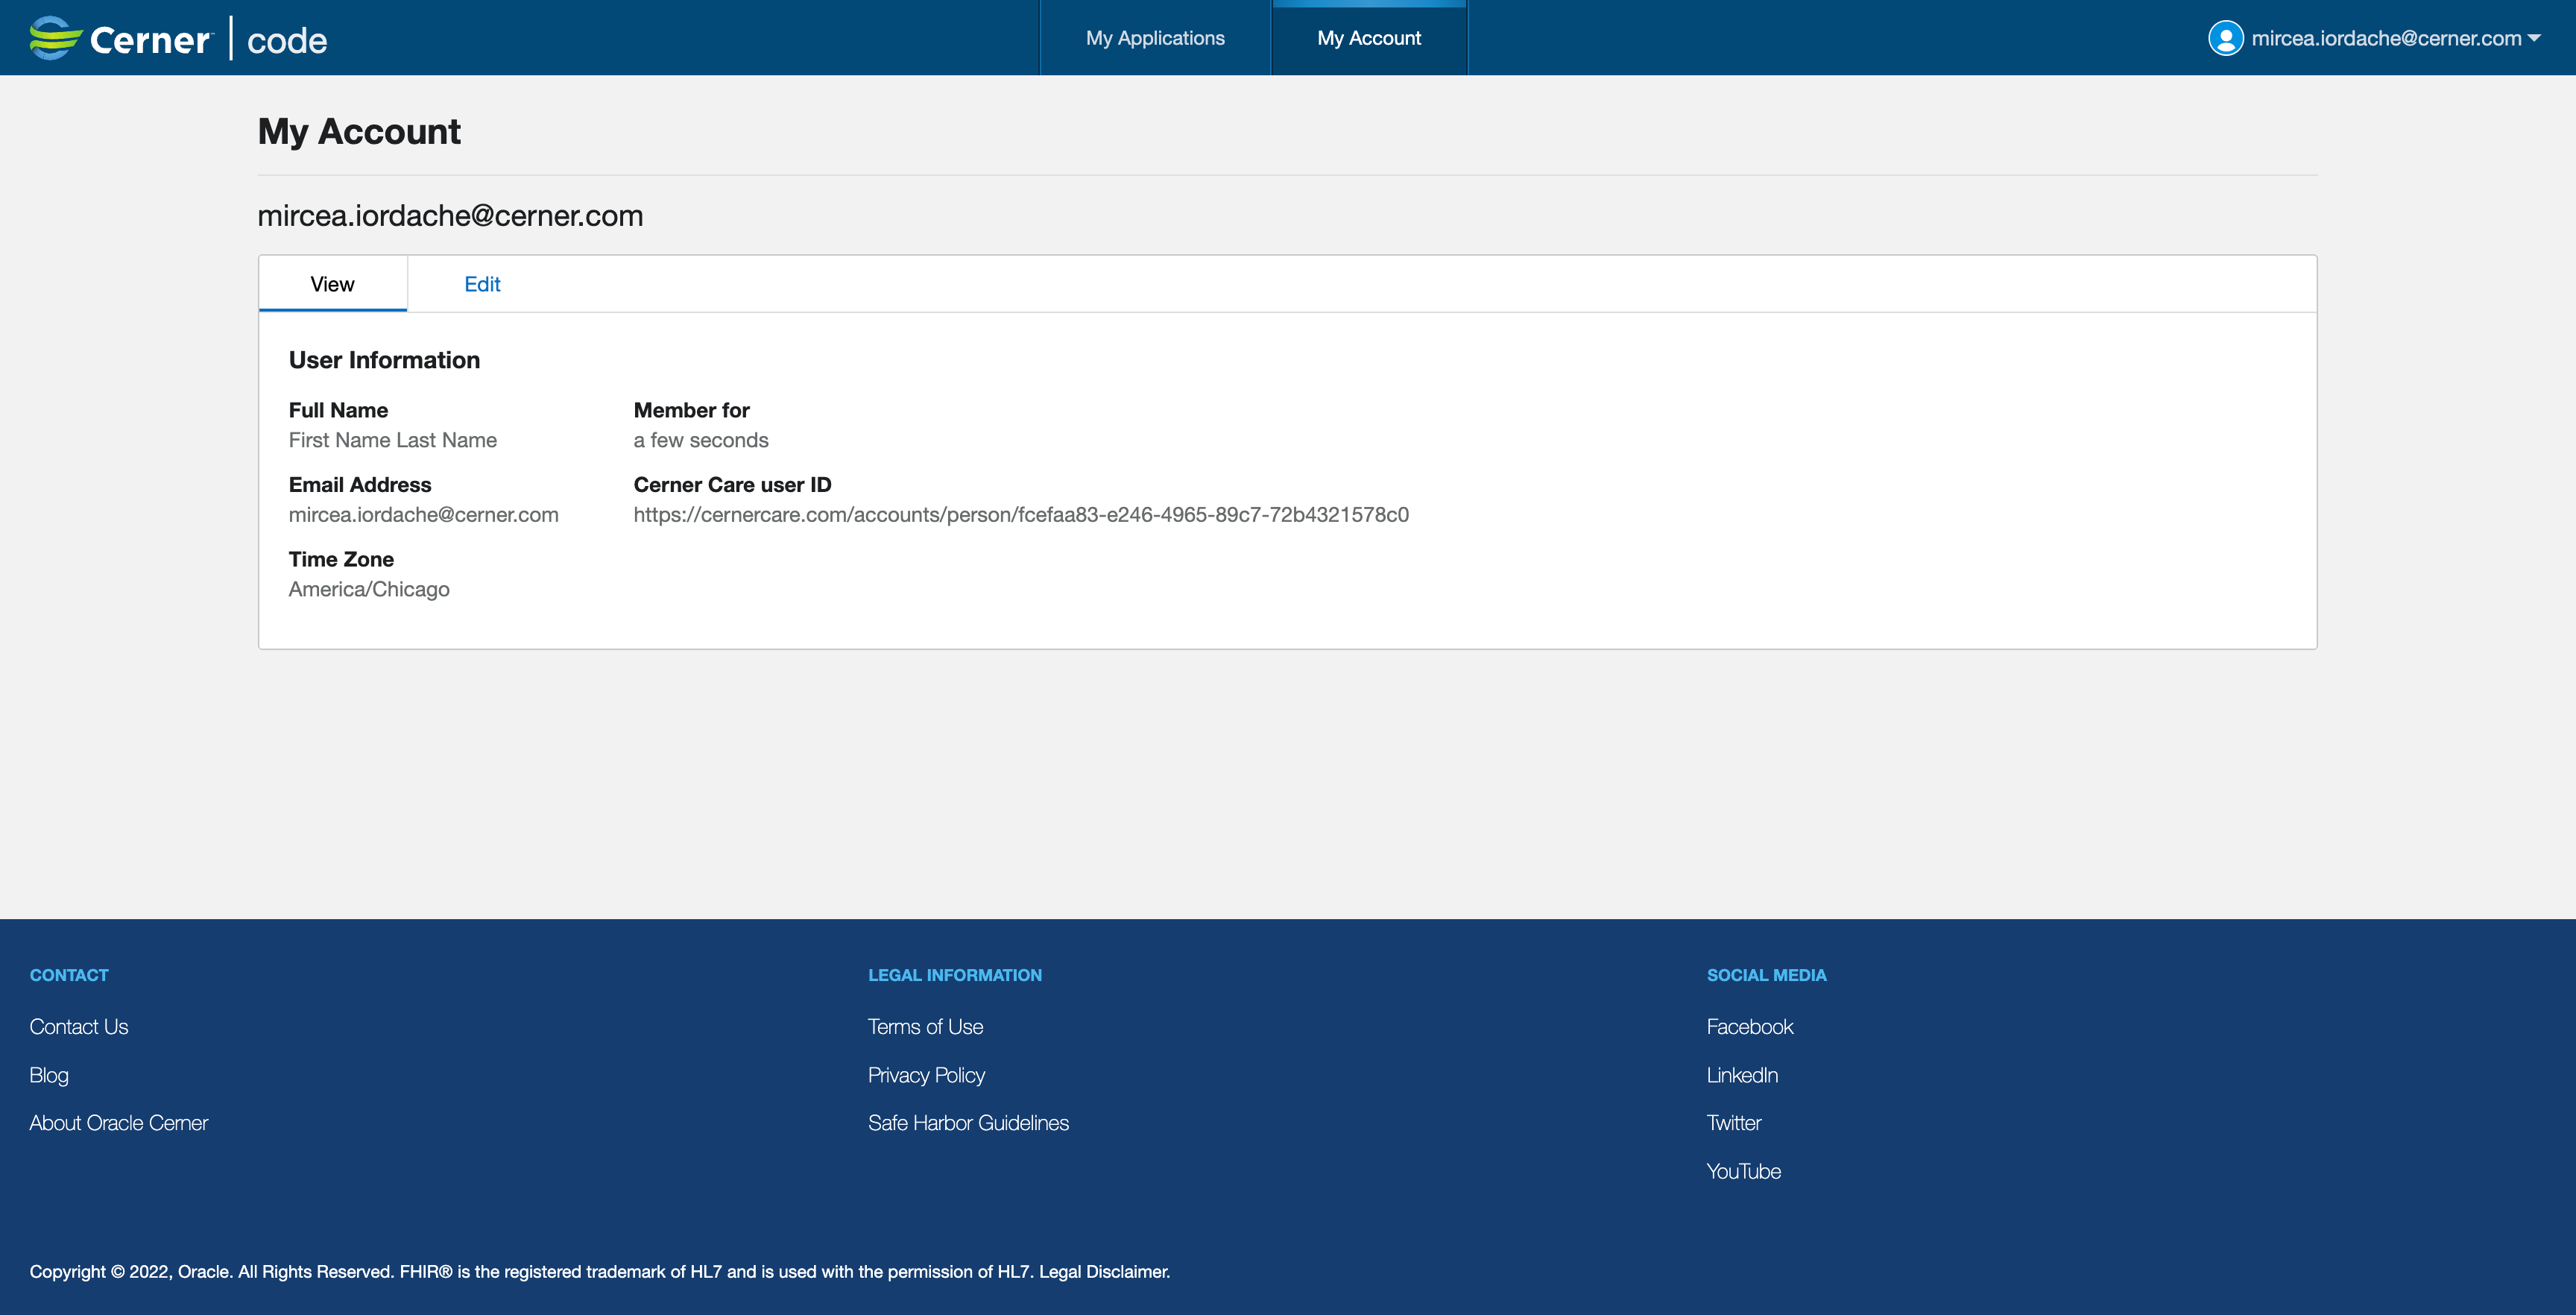 Cerner™ | code
My Applications
My Account
mircea.iordache@cerner.com
My Account
mircea.iordache@cerner.com
View
Edit
User Information
Full Name
First Name Last Name
Member for
a few seconds
Email Address
mircea.iordache@cerner.com
Cerner Care user ID
https://cernercare.com/accounts/person/fcefaa83-e246-4965-89c7-72b4321578c0
Time Zone
America/Chicago
CONTACT
Contact Us
Blog
About Oracle Cerner
LEGAL INFORMATION
Terms of Use
Privacy Policy
Safe Harbor Guidelines
SOCIAL MEDIA
Facebook
LinkedIn
Twitter
YouTube
Copyright © 2022, Oracle. All Rights Reserved. FHIR® is the registered trademark of HL7 and is used with the permission of HL7. Legal Disclaimer.